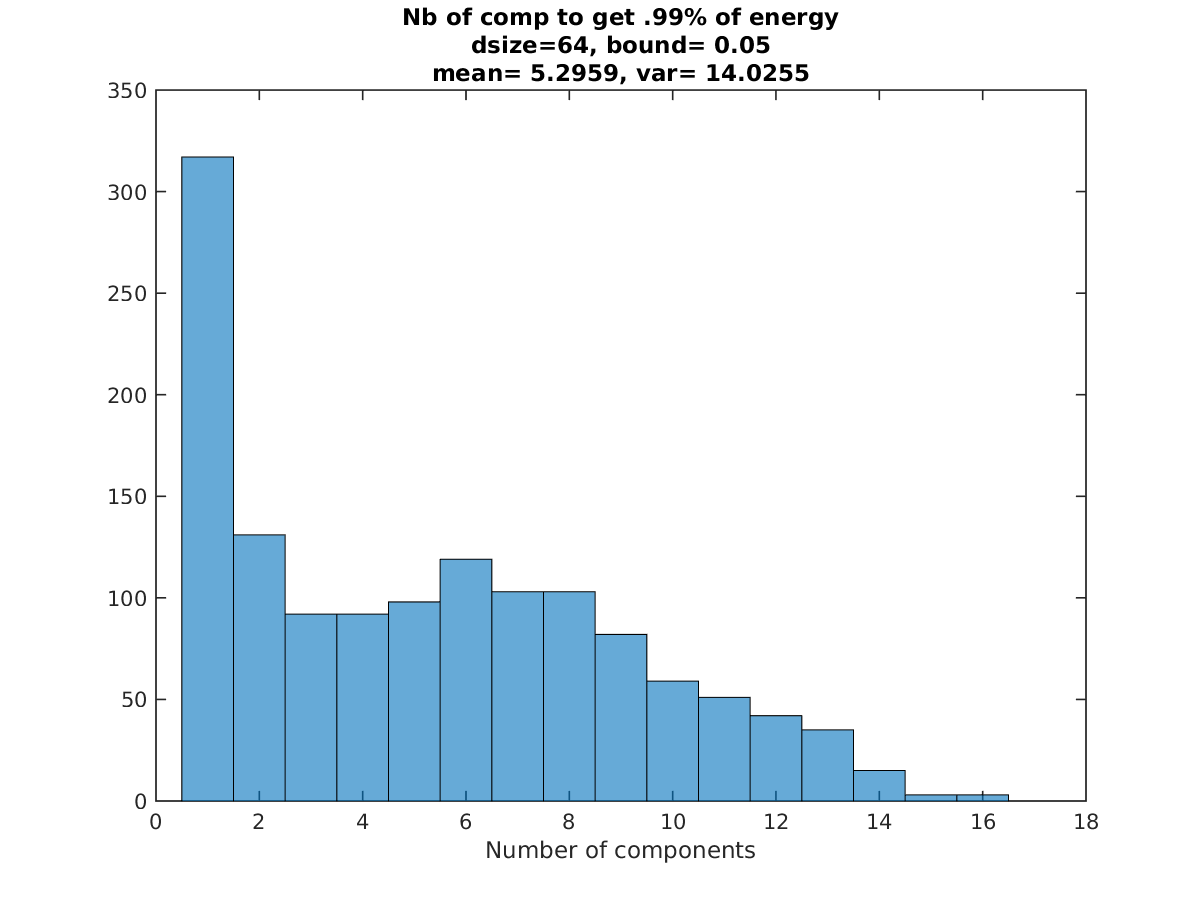 Nb of comp to get .99% of energy
dsize=64, bound= 0.05
mean= 5.2959, var= 14.0255
350
300
250
200
150
100
50
0
0 2 4 6 8 10 12 14 16 18
Number of components